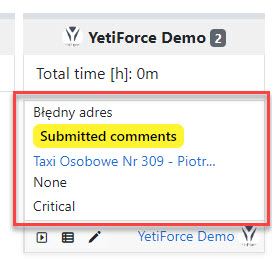 YetiForce Demo 2
Total time [h]: 0m
Błędny adres
Submitted comments
Taxi Osobowe Nr 309 - Piotr...
None
Critical
YetiForce Demo